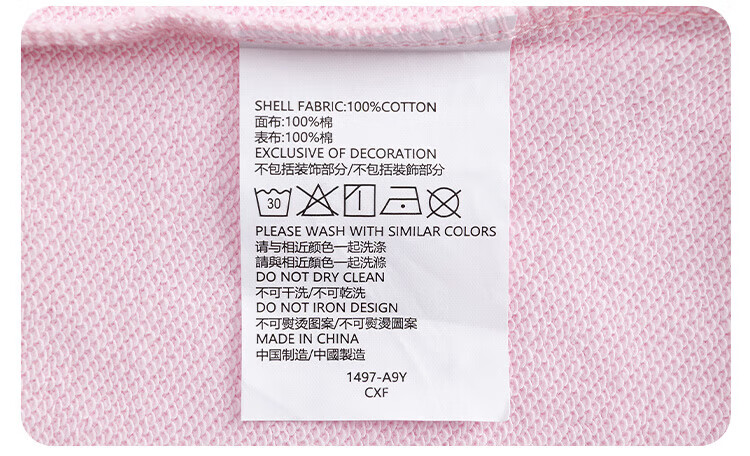 SHELL FABRIC:100%COTTON
面布:100%棉
表布:100%棉
EXCLUSIVE OF DECORATION
不包括装饰部分/不包括裝飾部分
30
PLEASE WASH WITH SIMILAR COLORS
请与相近颜色一起洗涤
請與相近顏色一起洗滌
DO NOT DRY CLEAN
不可干洗/不可乾洗
DO NOT IRON DESIGN
不可熨烫图案/不可熨燙圖案
MADE IN CHINA
中国制造/中國製造
1497-A9Y
CXF